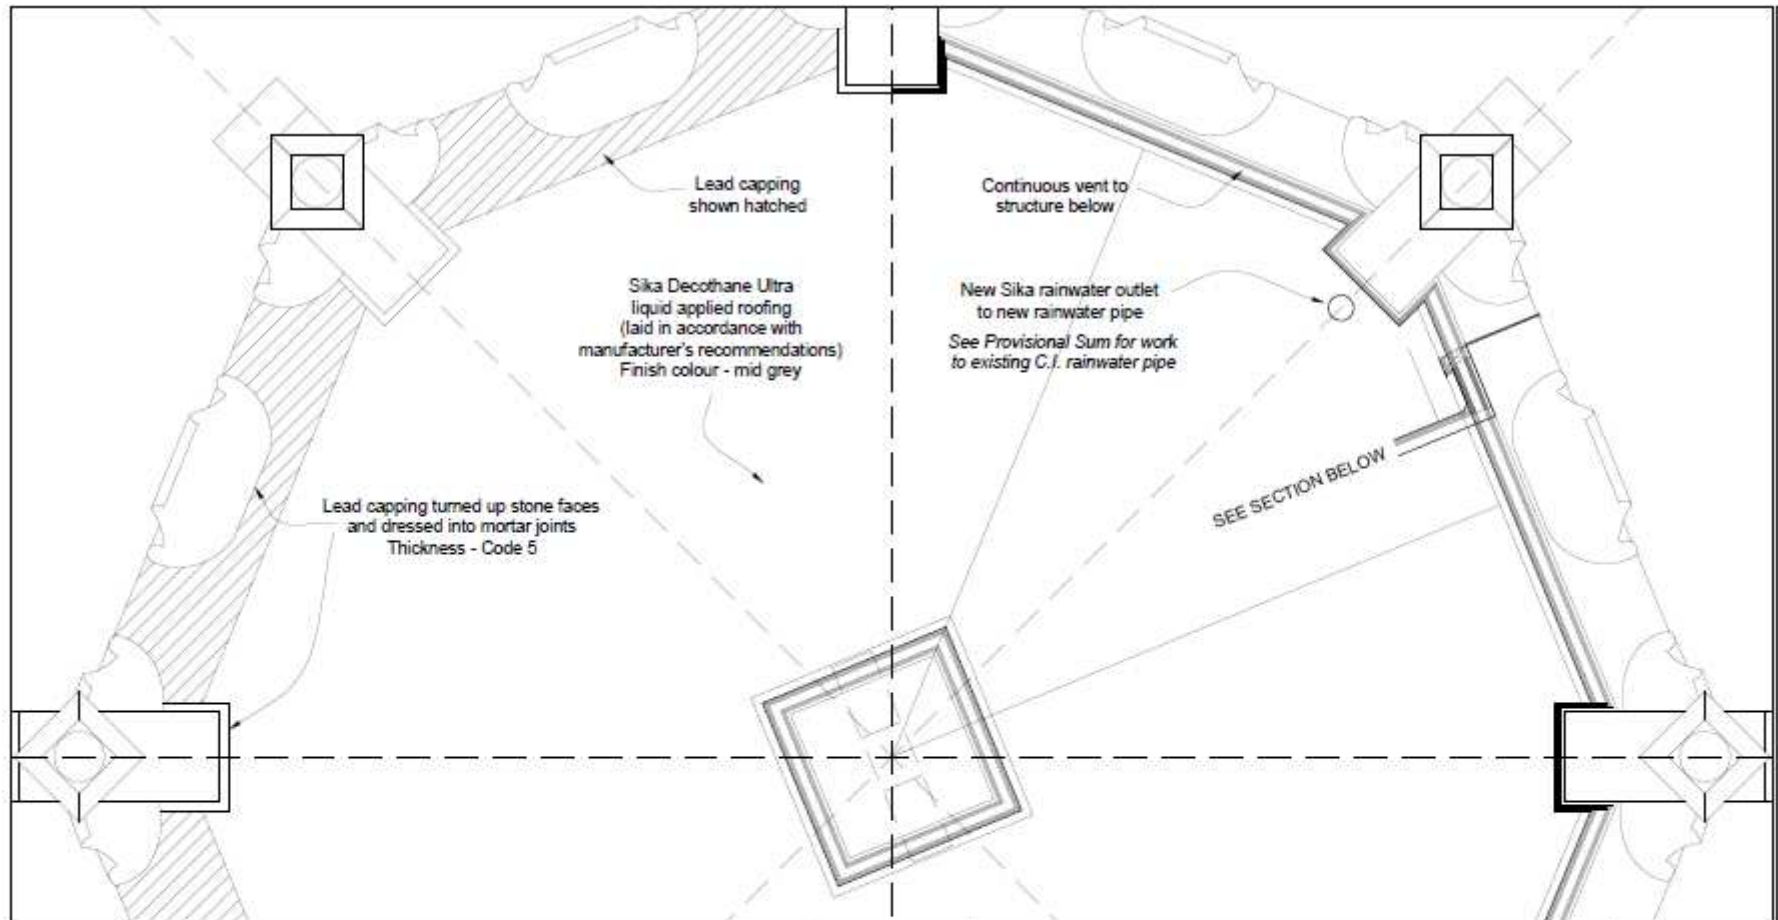 Lead capping
shown hatched
Continuous vent to
structure below
Sika Decothane Ultra
liquid applied roofing
(laid in accordance with
manufacturer's recommendations)
Finish colour - mid grey
New Sika rainwater outlet
to new rainwater pipe
See Provisional Sum for work
to existing C.I. rainwater pipe
SEE SECTION BELOW
Lead capping turned up stone faces
and dressed into mortar joints
Thickness - Code 5